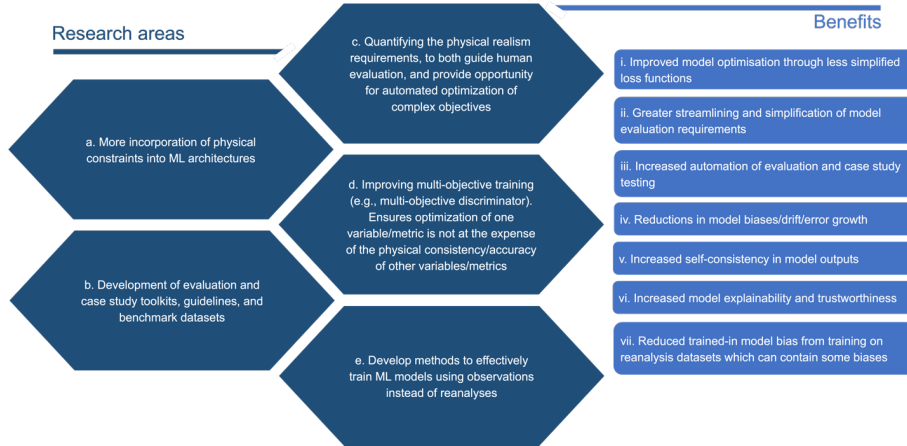 Research areas
a. More incorporation of physical
constraints into ML architectures
b. Development of evaluation and
case study toolkits, guidelines, and
benchmark datasets
c. Quantifying the physical realism
requirements, to both guide human
evaluation, and provide opportunity
for automated optimization of
complex objectives
d. Improving multi-objective training
(e.g., multi-objective discriminator).
Ensures optimization of one
variable/metric is not at the expense
of the physical consistency/accuracy
of other variables/metrics
e. Develop methods to effectively
train ML models using observations
instead of reanalyses
Benefits
i. Improved model optimisation through less simplified
loss functions
ii. Greater streamlining and simplification of model
evaluation requirements
iii. Increased automation of evaluation and case study
testing
iv. Reductions in model biases/drift/error growth
v. Increased self-consistency in model outputs
vi. Increased model explainability and trustworthiness
vii. Reduced trained-in model bias from training on
reanalysis datasets which can contain some biases